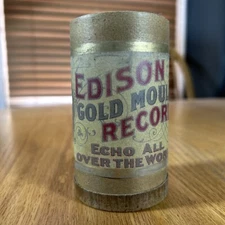 EDISON
GOLD MOU
RECOR
ECHO ALL
OVER THE WO